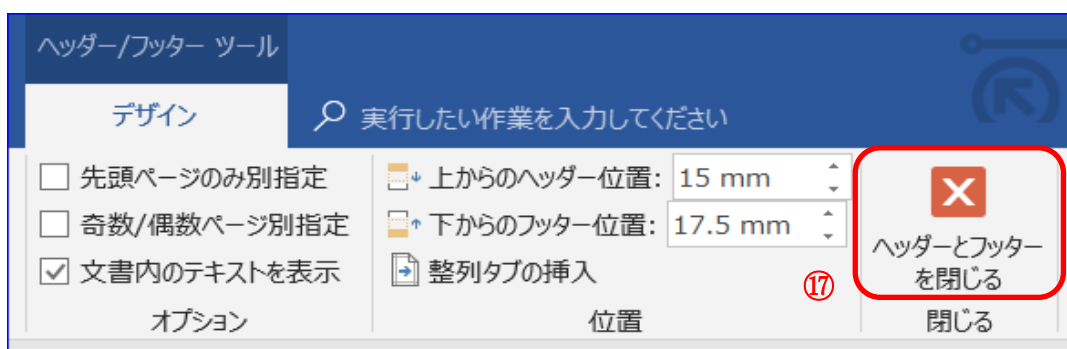 ヘッダー/フッター ツール
デザイン
実行したい作業を入力してください
先頭ページのみ別指定
奇数/偶数ページ別指定
文書内のテキストを表示
オプション
上からのヘッダー位置: 15 mm
下からのフッター位置: 17.5 mm
整列タブの挿入
位置
⑰
ヘッダーとフッター
を閉じる
閉じる